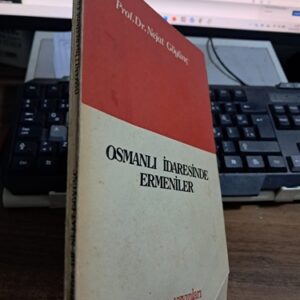 Prof. Dr. Nejat Göyünç
OSMANLI İDARESİNDE
ERMENİLER